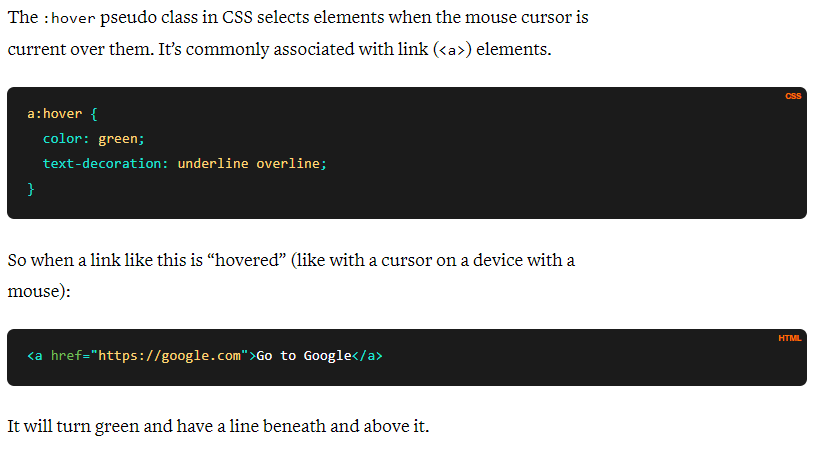 The :hover pseudo class in CSS selects elements when the mouse cursor is
current over them. It’s commonly associated with link (<a>) elements.
CSS
a:hover {
  color: green;
  text-decoration: underline overline;
}
So when a link like this is “hovered” (like with a cursor on a device with a
mouse):
HTML
<a href="https://google.com">Go to Google</a>
It will turn green and have a line beneath and above it.